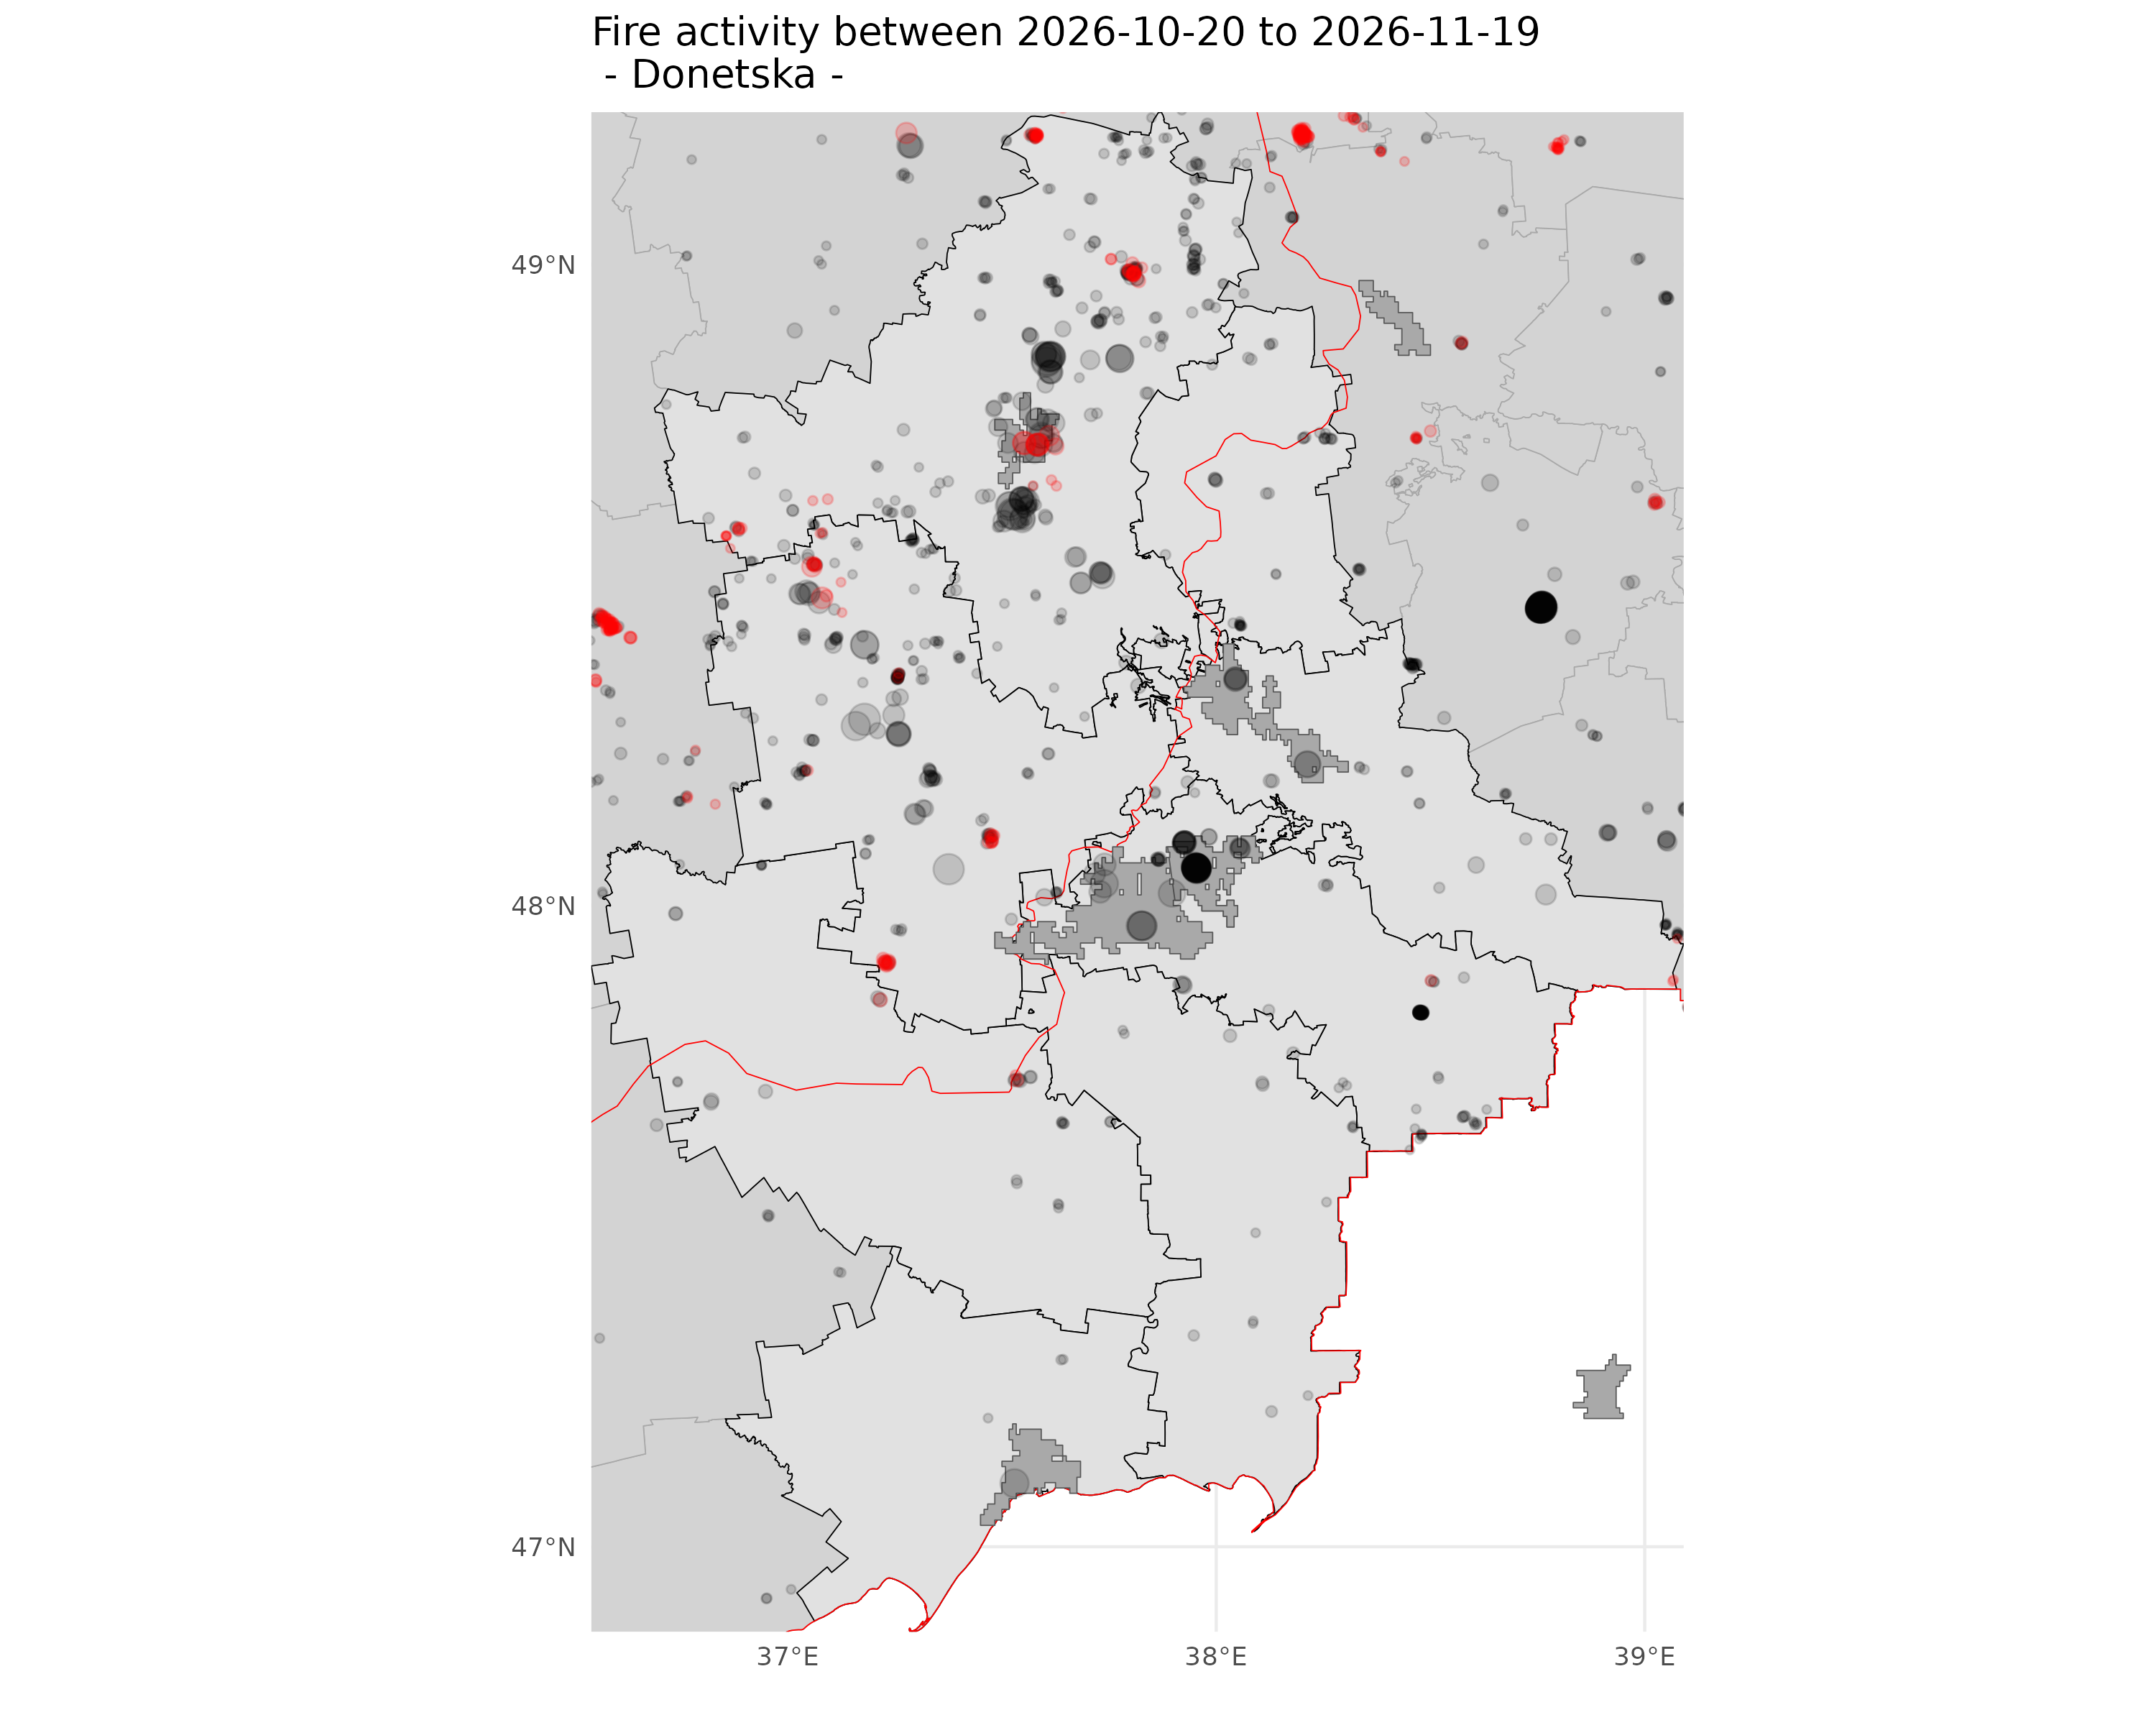 Fire activity between 2026-10-20 to 2026-11-19
- Donetska -
49°N
48°N
47°N
37°E
38°E
39°E